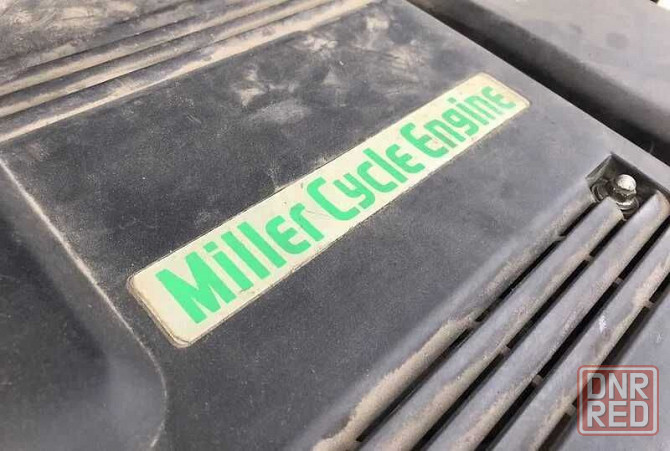 Miller Cycle Engine
DNR
RED